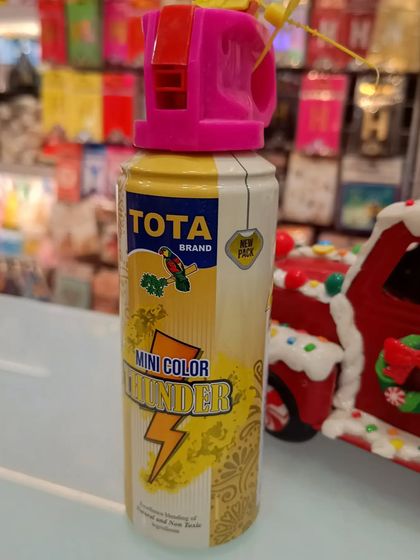 TOTA
BRAND
NEW
PACK
MINI COLOR
THUNDER
Excellence blending of
Natural and Non Toxic
Ingredients